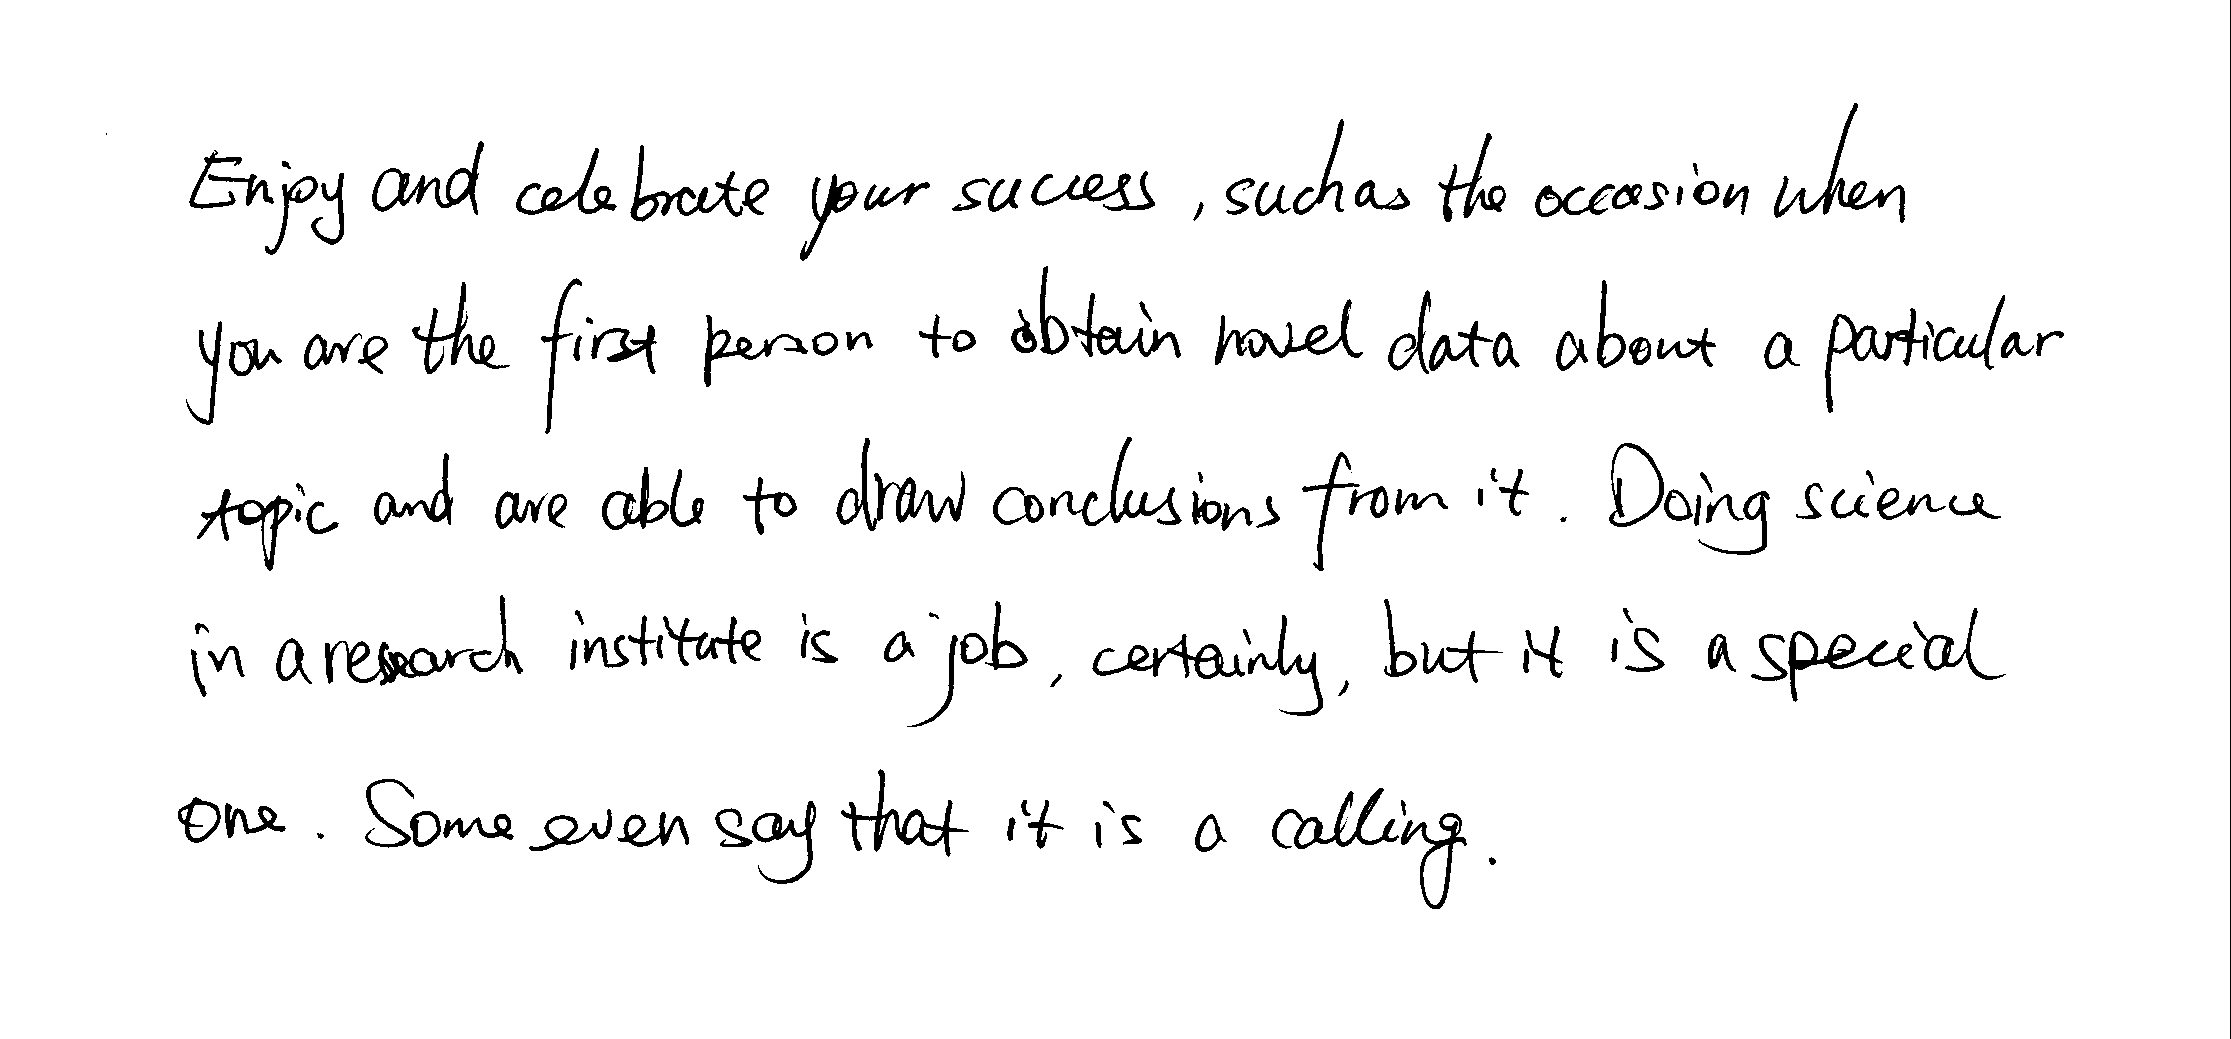 Enjoy and celebrate your success, such as the occasion when
you are the first person to obtain novel data about a particular
topic and are able to draw conclusions from it. Doing science
in a research institute is a job, certainly, but it is a special
one. Some even say that it is a calling.